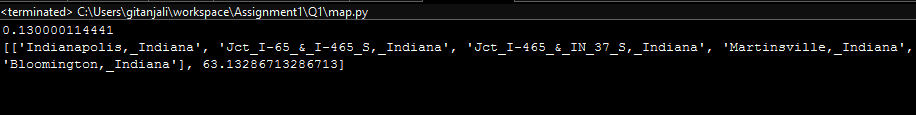 <terminated> C:\Users\gitanjali\workspace\Assignment1\Q1\map.py
0.130000114441
[['Indianapolis,_Indiana', 'Jct_I-65_&_I-465_S,_Indiana', 'Jct_I-465_&_IN_37_S,_Indiana', 'Martinsville,_Indiana',
'Bloomington,_Indiana'], 63.13286713286713]